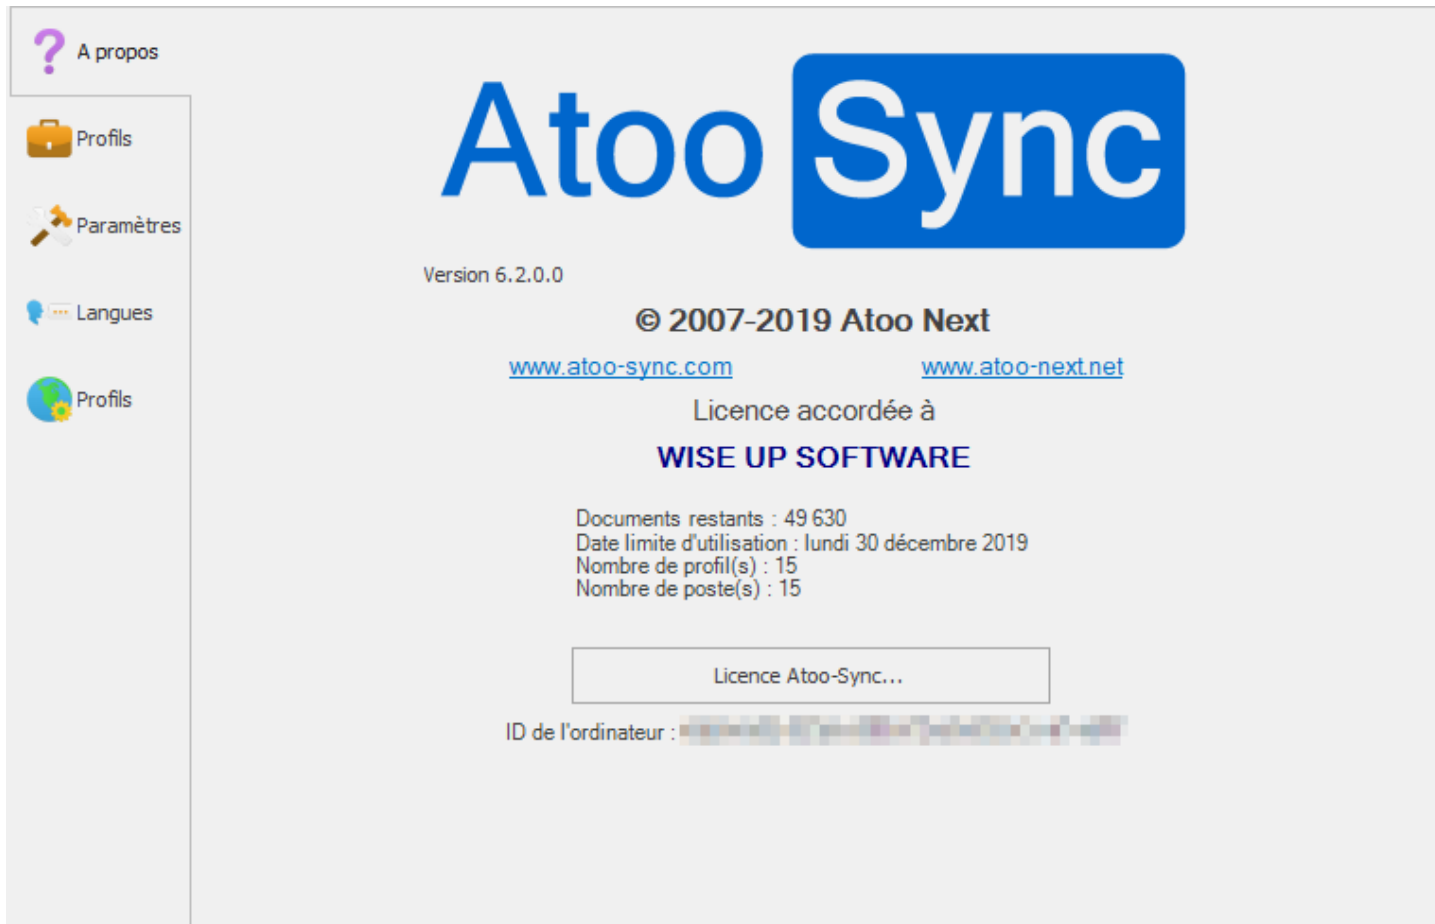 A propos
Profils
Paramètres
Langues
Profils
Atoo Sync
Version 6.2.0.0
© 2007-2019 Atoo Next
www.atoo-sync.com www.atoo-next.net
Licence accordée à
WISE UP SOFTWARE
Documents restants : 49 630
Date limite d'utilisation : lundi 30 décembre 2019
Nombre de profil(s) : 15
Nombre de poste(s) : 15
Licence Atoo-Sync...
ID de l'ordinateur :